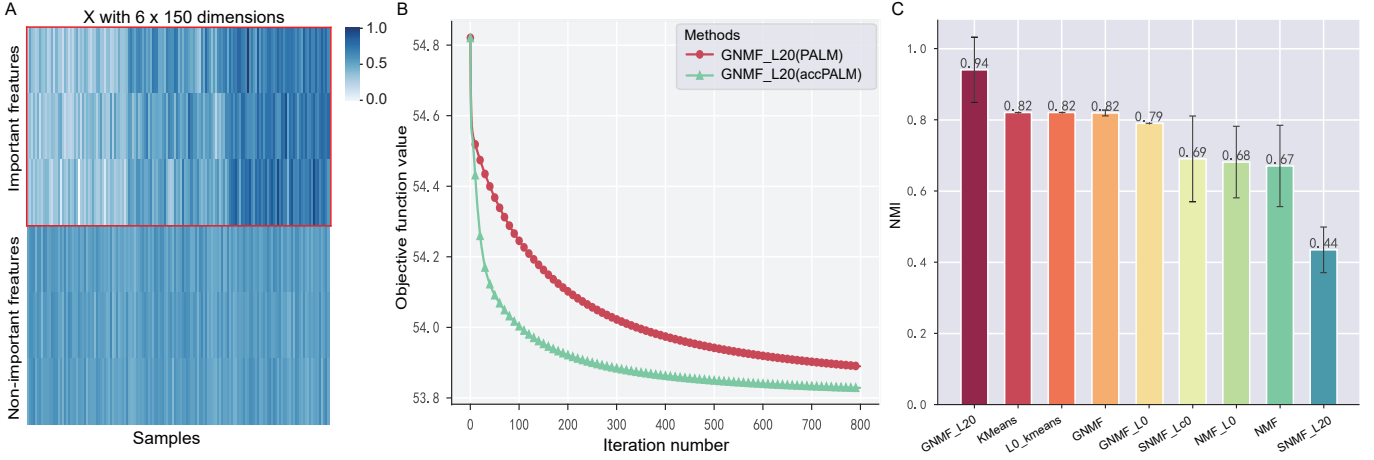 A
X with 6 x 150 dimensions
Important freatures
Non-important freatures
Samples
1.0
0.5
0.0
B
Objective function value
54.8
54.6
54.4
54.2
54.0
53.8
Methods
GNMF_L20(PALM)
GNMF_L20(accPALM)
0 100 200 300 400 500 600 700 800
Iteration number
C
NMI
1.0
0.8
0.6
0.4
0.2
0.0
0.94
0.82
0.82
0.82
0.79
0.69
0.68
0.67
0.44
GNMF_L20
KMeans
L0_kmeans
GNMF
GNMF_L0
SNMF_Lc0
NMF_L0
NMF
SNMF_L20